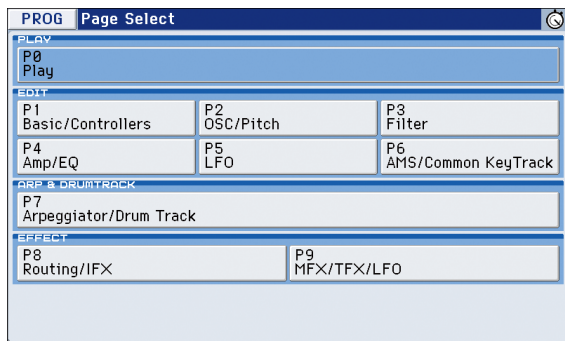 PROG Page Select
PLAY
P0
Play
EDIT
P1
Basic/Controllers
P2
OSC/Pitch
P3
Filter
P4
Amp/EQ
P5
LFO
P6
AMS/Common KeyTrack
ARP & DRUMTRACK
P7
Arpeggiator/Drum Track
EFFECT
P8
Routing/IFX
P9
MFX/TFX/LFO